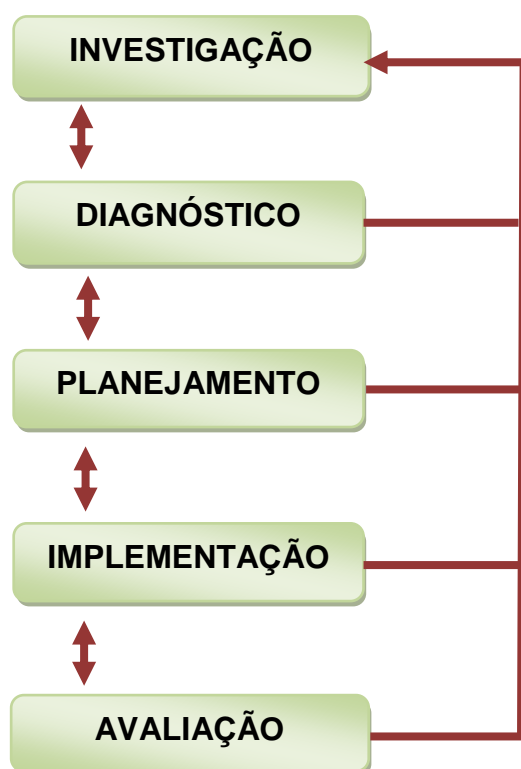 INVESTIGAÇÃO
DIAGNÓSTICO
PLANEJAMENTO
IMPLEMENTAÇÃO
AVALIAÇÃO